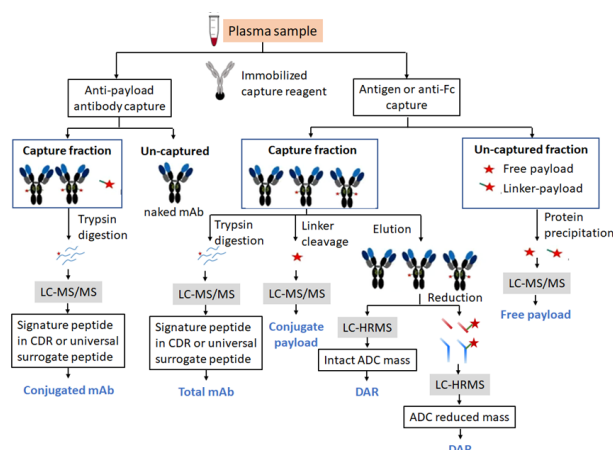 Plasma sample
Immobilized
capture reagent
Anti-payload
antibody capture
Antigen or anti-Fc
capture
Capture fraction
Un-captured
naked mAb
Capture fraction
Un-captured fraction
Free payload
Linker-payload
Trypsin
digestion
Trypsin
digestion
Linker
cleavage
Elution
Protein
precipitation
LC-MS/MS
LC-MS/MS
LC-MS/MS
LC-MS/MS
Reduction
Signature peptide
in CDR or universal
surrogate peptide
Signature peptide
in CDR or universal
surrogate peptide
Conjugate
payload
LC-HRMS
Free payload
Intact ADC mass
Conjugated mAb
Total mAb
DAR
LC-HRMS
ADC reduced mass
DAR